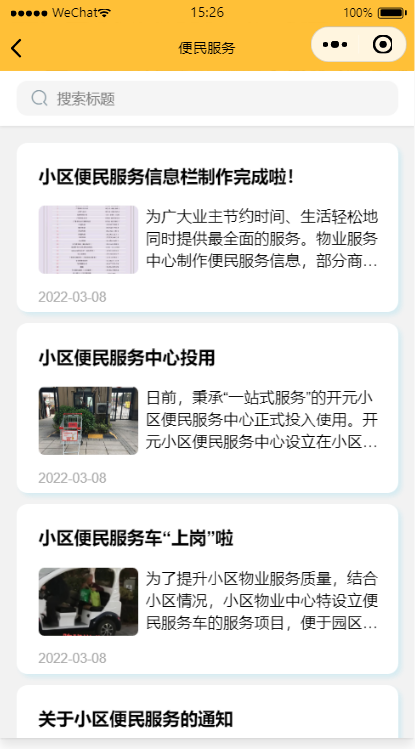 WeChat
15:26
100%
便民服务
搜索标题
小区便民服务信息栏制作完成啦！
为广大业主节约时间、生活轻松地
同时提供最全面的服务。物业服务
中心制作便民服务信息，部分商...
2022-03-08
小区便民服务中心投用
日前，秉承“一站式服务”的开元小
区便民服务中心正式投入使用。开
元小区便民服务中心设立在小区...
2022-03-08
小区便民服务车“上岗”啦
为了提升小区物业服务质量，结合
小区情况，小区物业中心特设立便
民服务车的服务项目，便于园区...
2022-03-08
关于小区便民服务的通知